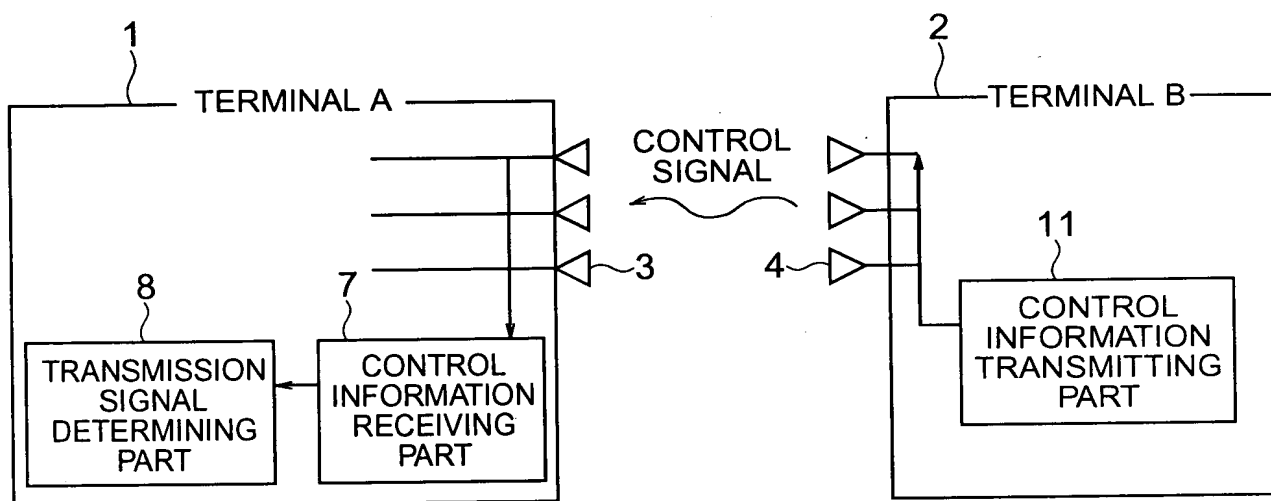 1
TERMINAL A
2
TERMINAL B
CONTROL
SIGNAL
3
4
11
CONTROL
INFORMATION
TRANSMITTING
PART
8
TRANSMISSION
SIGNAL
DETERMINING
PART
7
CONTROL
INFORMATION
RECEIVING
PART